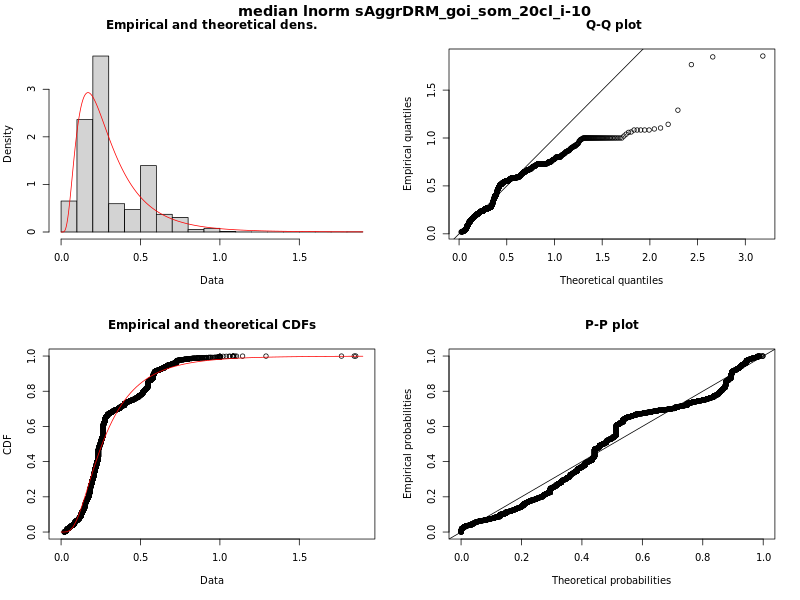 median lnorm sAggrDRM_goi_som_20cl_i-10
Empirical and theoretical dens.
Density
0 1 2 3
0.0 0.5 1.0 1.5
Data
Q-Q plot
Empirical quantiles
0.0 0.5 1.0 1.5
0.0 0.5 1.0 1.5 2.0 2.5 3.0
Theoretical quantiles
Empirical and theoretical CDFs
CDF
0.0 0.2 0.4 0.6 0.8 1.0
0.0 0.5 1.0 1.5
Data
P-P plot
Empirical probabilities
0.0 0.2 0.4 0.6 0.8 1.0
0.0 0.2 0.4 0.6 0.8 1.0
Theoretical probabilities